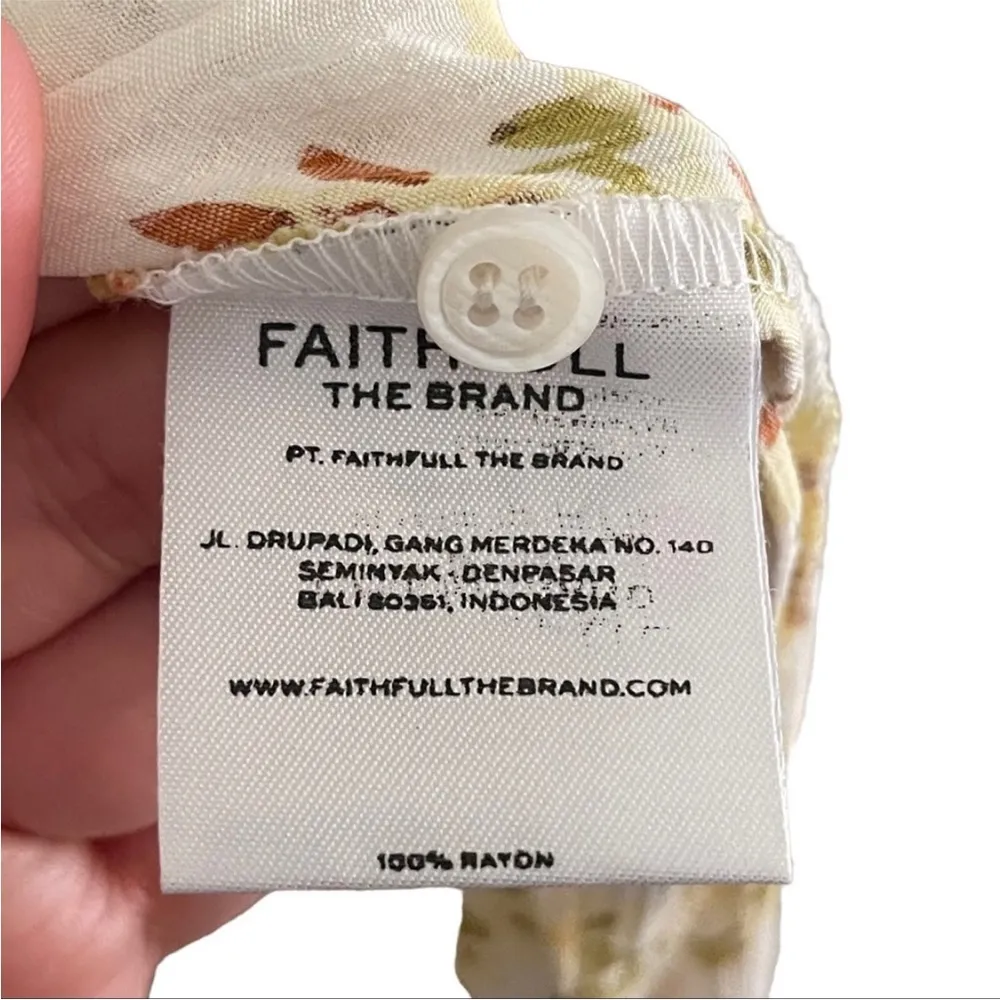 FAITHFULL
THE BRAND
PT. FAITHFULL THE BRAND
JL. DRUPADI, GANG MERDEKA NO. 140
SEMINYAK - DENPASAR
BALI 80361, INDONESIA
WWW.FAITHFULLTHEBRAND.COM
100% RAYON